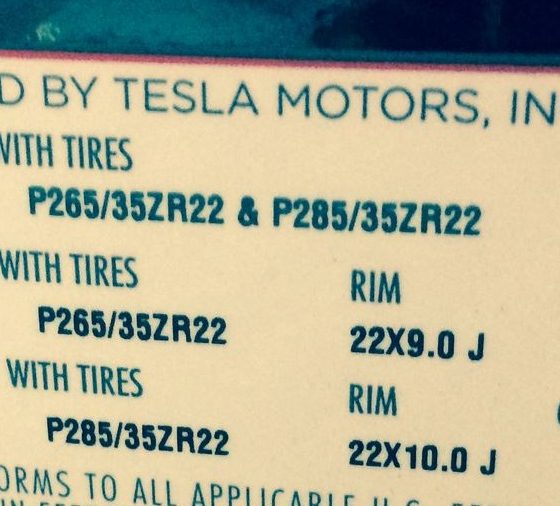 D BY TESLA MOTORS, IN
WITH TIRES
P265/35ZR22 & P285/35ZR22
WITH TIRES RIM
P265/35ZR22 22X9.0 J
WITH TIRES RIM
P285/35ZR22 22X10.0 J
ORMS TO ALL APPLICABLE U.S.